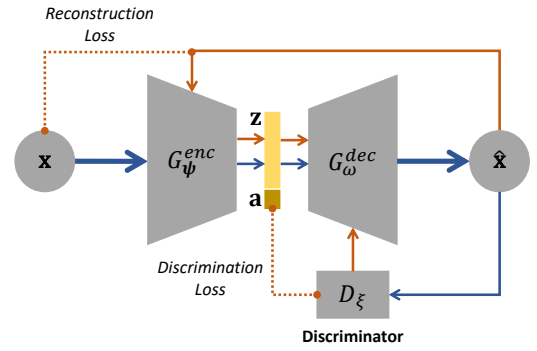 Reconstruction
Loss
z
x
G_ψ^{enc}
G_ω^{dec}
x̂
a
Discrimination
Loss
D_ξ
Discriminator